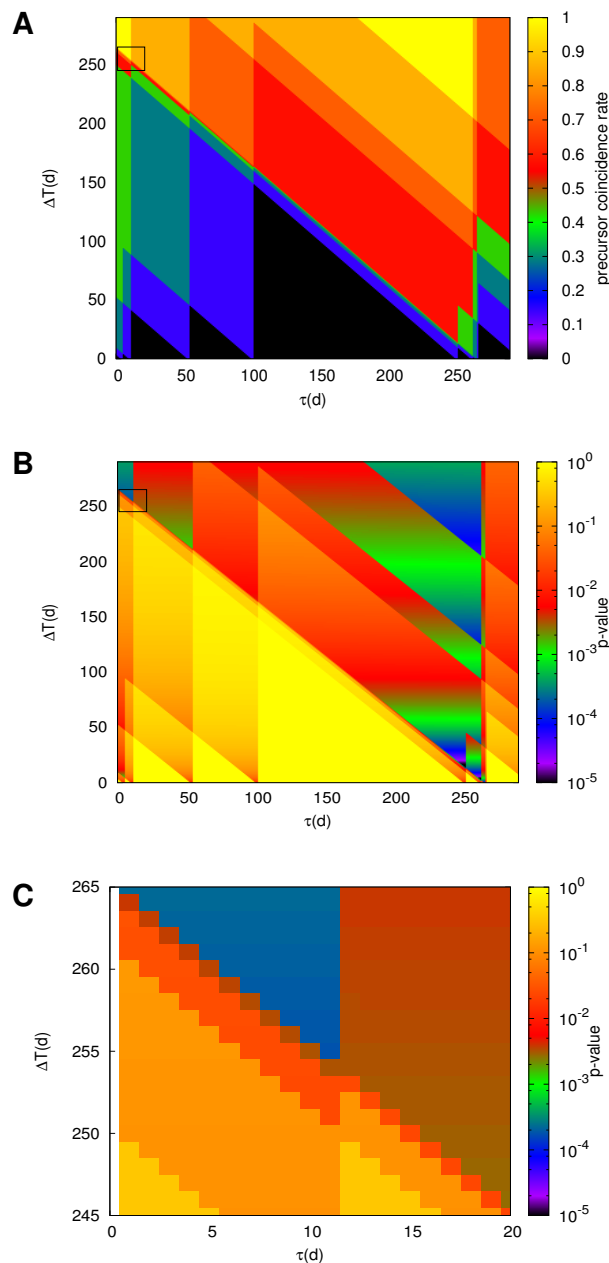 A
ΔT(d)
250
200
150
100
50
0
0 50 100 150 200 250
τ(d)
1
0.9
0.8
0.7
0.6
0.5
0.4
0.3
0.2
0.1
0
precursor coincidence rate
B
ΔT(d)
250
200
150
100
50
0
0 50 100 150 200 250
τ(d)
10^0
10^-1
10^-2
10^-3
10^-4
10^-5
p-value
C
ΔT(d)
265
260
255
250
245
0 5 10 15 20
τ(d)
10^0
10^-1
10^-2
10^-3
10^-4
10^-5
p-value